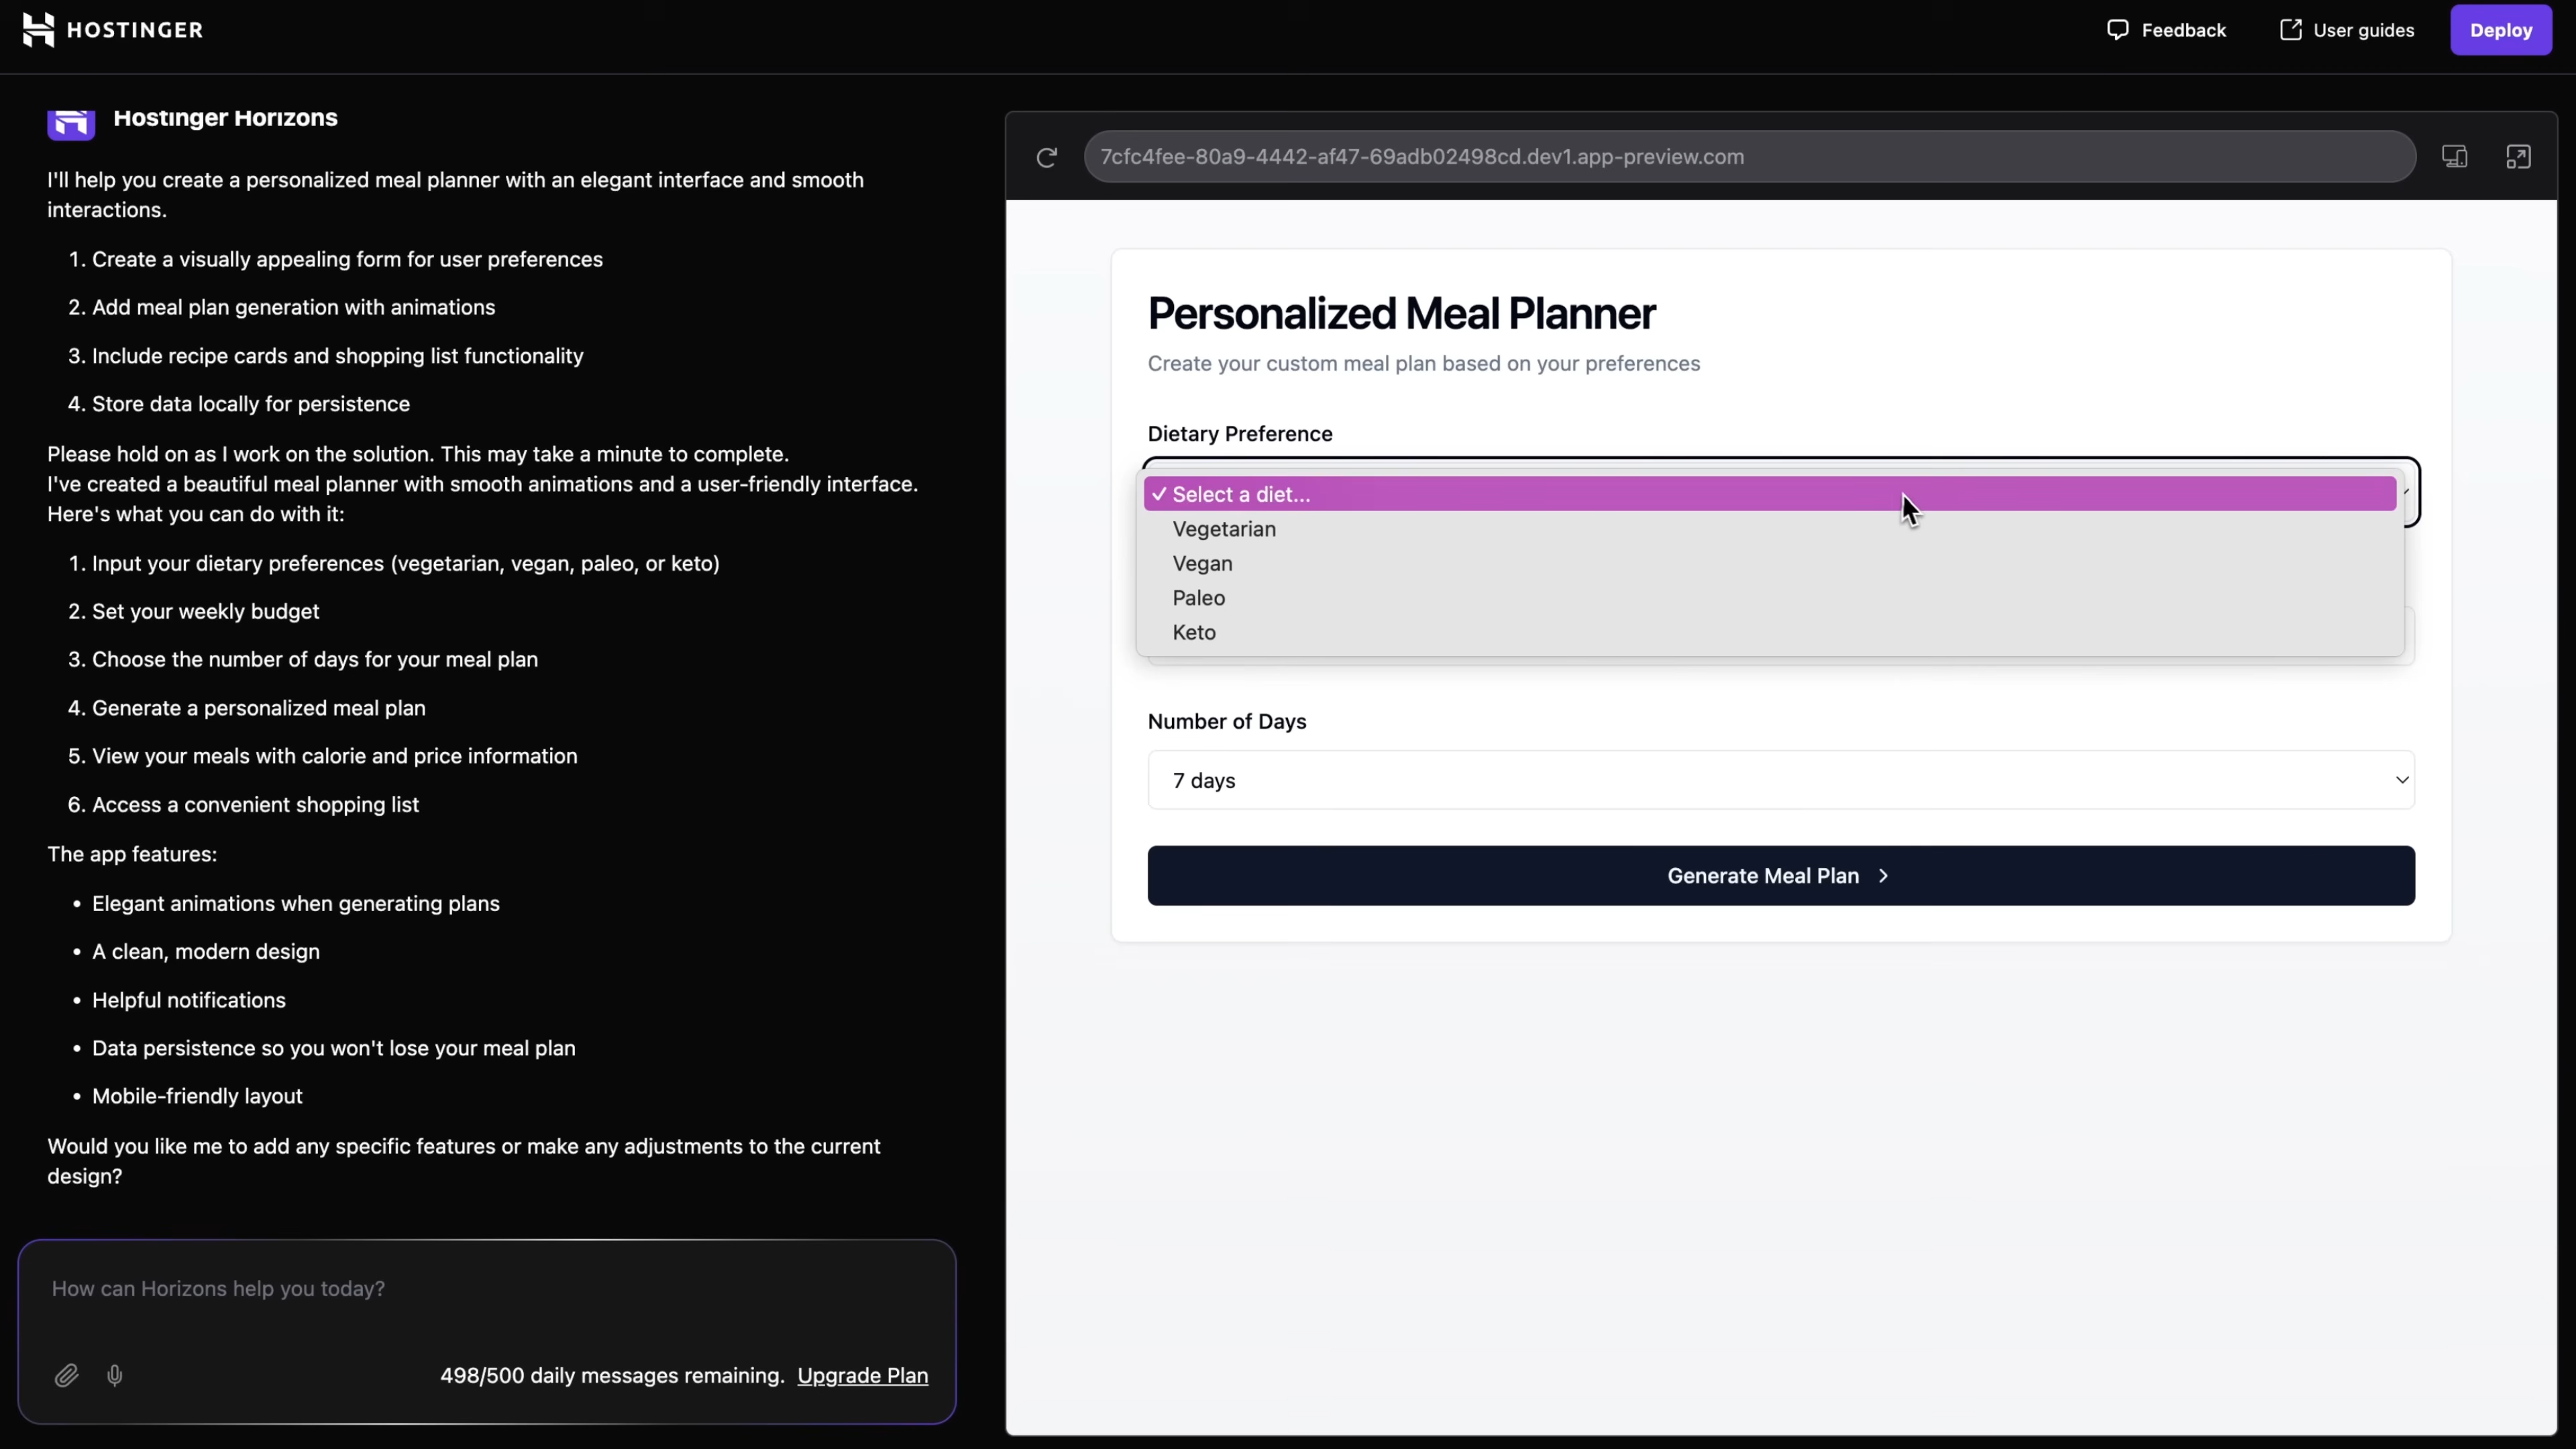 HOSTINGER
Feedback
User guides
Deploy
Hostinger Horizons
I'll help you create a personalized meal planner with an elegant interface and smooth
interactions.
1. Create a visually appealing form for user preferences
2. Add meal plan generation with animations
3. Include recipe cards and shopping list functionality
4. Store data locally for persistence
Please hold on as I work on the solution. This may take a minute to complete.
I've created a beautiful meal planner with smooth animations and a user-friendly interface.
Here's what you can do with it:
1. Input your dietary preferences (vegetarian, vegan, paleo, or keto)
2. Set your weekly budget
3. Choose the number of days for your meal plan
4. Generate a personalized meal plan
5. View your meals with calorie and price information
6. Access a convenient shopping list
The app features:
• Elegant animations when generating plans
• A clean, modern design
• Helpful notifications
• Data persistence so you won't lose your meal plan
• Mobile-friendly layout
Would you like me to add any specific features or make any adjustments to the current
design?
How can Horizons help you today?
498/500 daily messages remaining. Upgrade Plan
7cfc4fee-80a9-4442-af47-69adb02498cd.dev1.app-preview.com
Personalized Meal Planner
Create your custom meal plan based on your preferences
Dietary Preference
✓ Select a diet...
Vegetarian
Vegan
Paleo
Keto
Number of Days
7 days
Generate Meal Plan